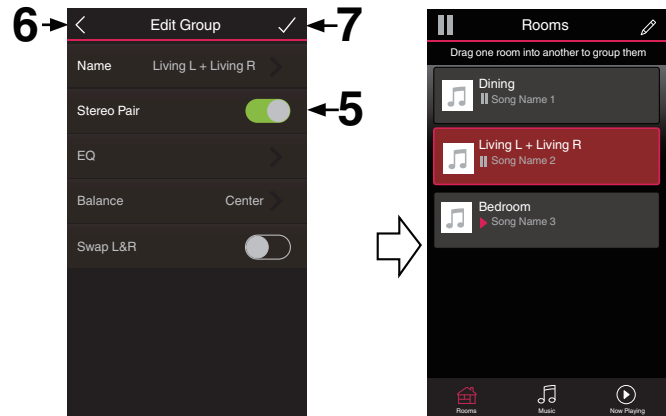 6
Edit Group
7
Name Living L + Living R
Stereo Pair
5
EQ
Balance Center
Swap L&R
Rooms
Drag one room into another to group them
Dining
Song Name 1
Living L + Living R
Song Name 2
Bedroom
Song Name 3
Rooms Music Now Playing